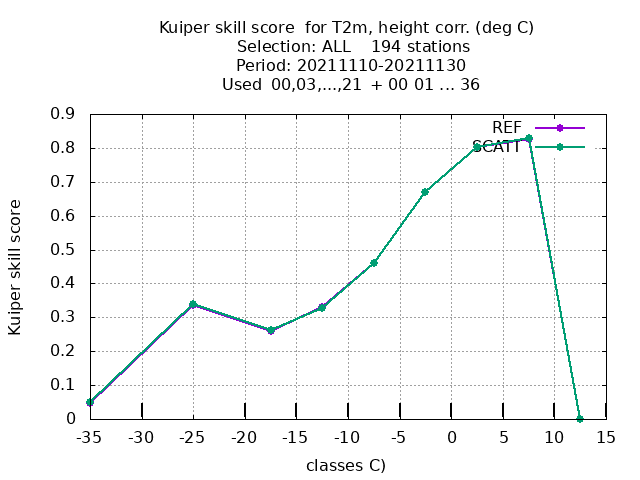 Kuiper skill score  for T2m, height corr. (deg C)
Selection: ALL    194 stations
Period: 20211110-20211130
Used  00,03,...,21  + 00 01 ... 36
REF
SCATT
0.9
0.8
0.7
0.6
0.5
0.4
0.3
0.2
0.1
0
Kuiper skill score
-35 -30 -25 -20 -15 -10 -5 0 5 10 15
classes C)